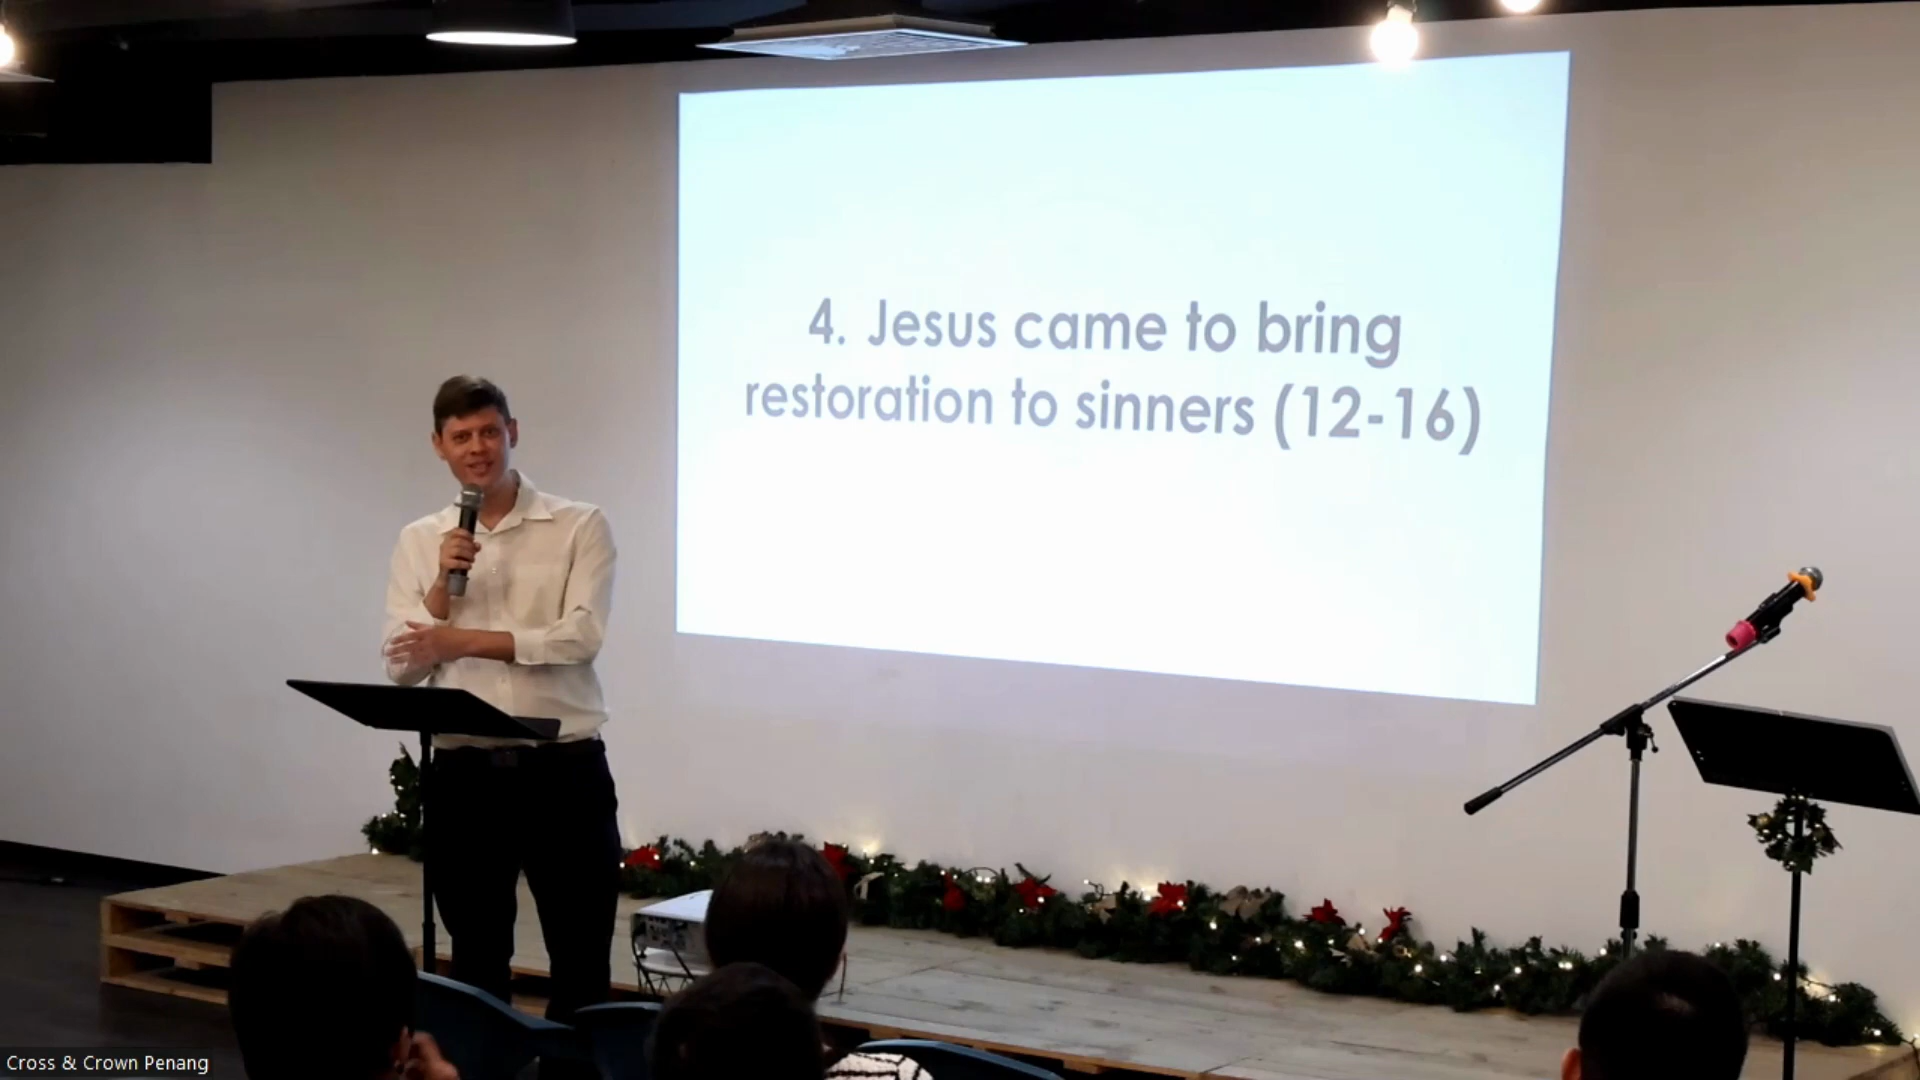 4. Jesus came to bring
restoration to sinners (12-16)
Cross & Crown Penang